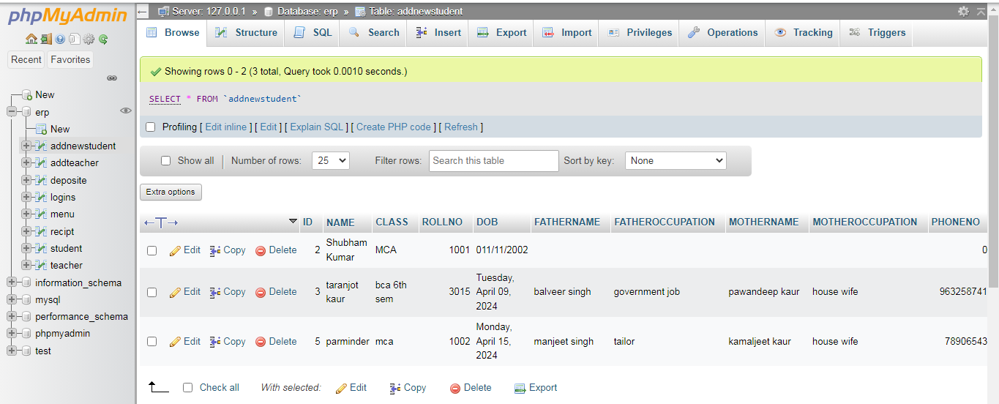 phpMyAdmin
Recent Favorites
New
erp
New
addnewstudent
addteacher
deposite
logins
menu
recipt
student
teacher
information_schema
mysql
performance_schema
phpmyadmin
test
Server: 127.0.0.1 » Database: erp » Table: addnewstudent
Browse Structure SQL Search Insert Export Import Privileges Operations Tracking Triggers
Showing rows 0 - 2 (3 total, Query took 0.0010 seconds.)
SELECT * FROM `addnewstudent`
Profiling [ Edit inline ] [ Edit ] [ Explain SQL ] [ Create PHP code ] [ Refresh ]
Show all | Number of rows: 25 Filter rows: Search this table Sort by key: None
Extra options
←T→ ID NAME CLASS ROLLNO DOB FATHERNAME FATHEROCCUPATION MOTHERNAME MOTHEROCCUPATION PHONENO
Shubham
Edit Copy Delete 2 MCA 1001 011/11/2002 0
Kumar
Tuesday,
taranjot bca 6th
Edit Copy Delete 3 3015 April 09, balveer singh government job pawandeep kaur house wife 963258741
kaur sem
2024
Monday,
Edit Copy Delete 5 parminder mca 1002 April 15, manjeet singh tailor kamaljeet kaur house wife 78906543
2024
Check all With selected: Edit Copy Delete Export